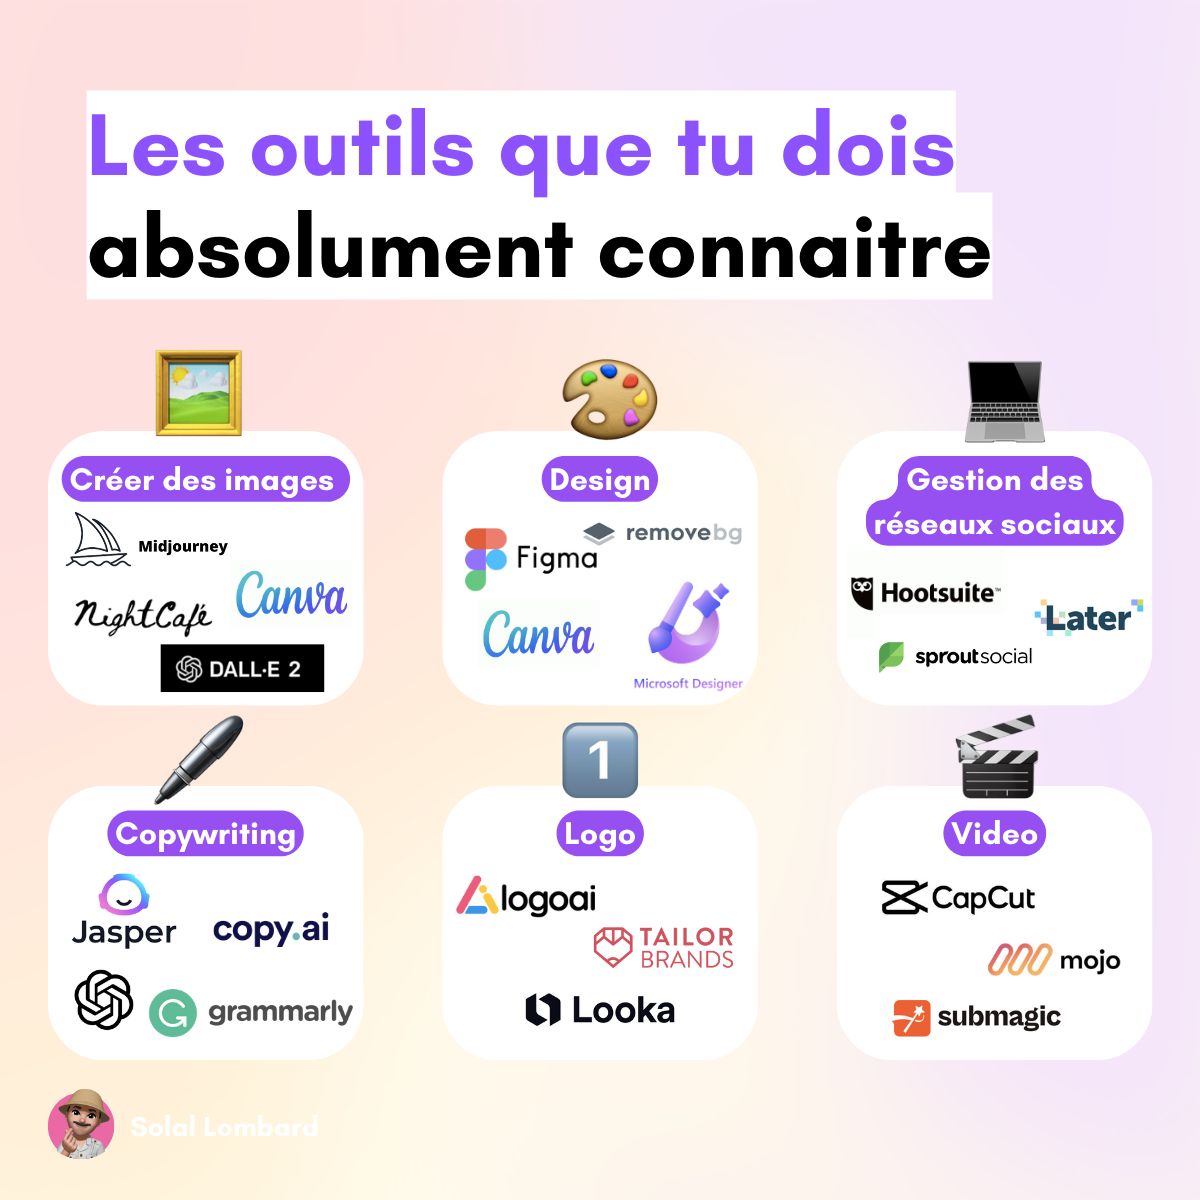 Les outils que tu dois
absolument connaitre
Créer des images
Midjourney
NightCafé
Canva
DALL·E 2
Design
Figma
removebg
Canva
Microsoft Designer
Gestion des
réseaux sociaux
Hootsuite™
Later
sproutsocial
Copywriting
Jasper
copy.ai
grammarly
1
Logo
logoai
TAILOR
BRANDS
Looka
Video
CapCut
mojo
submagic
Solal Lombard